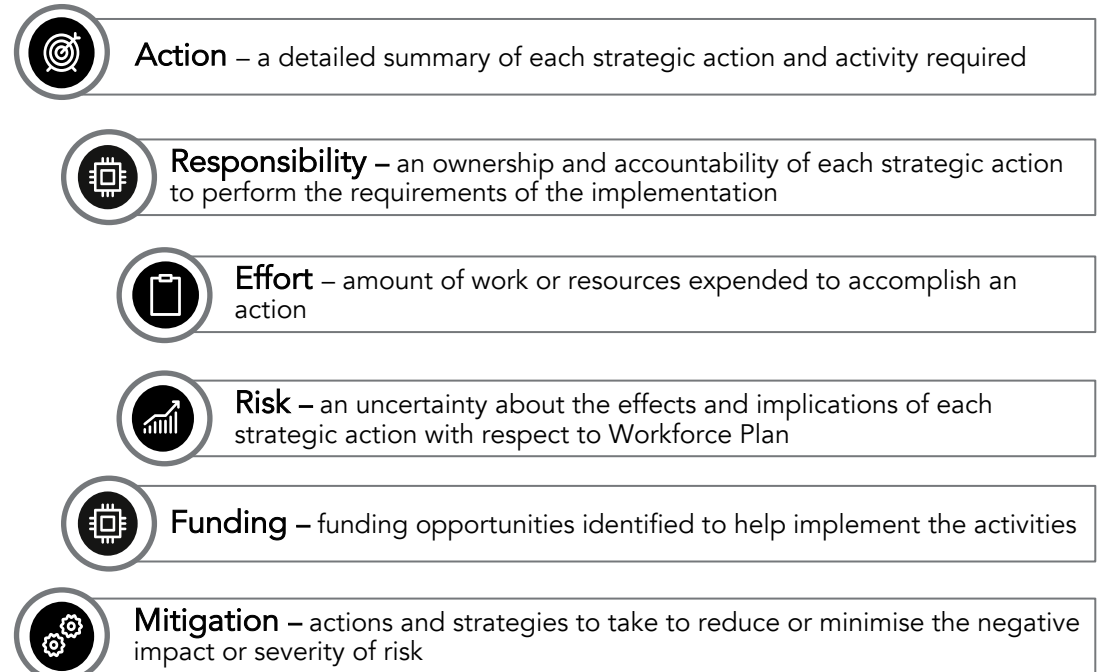 Action – a detailed summary of each strategic action and activity required
Responsibility – an ownership and accountability of each strategic action
to perform the requirements of the implementation
Effort – amount of work or resources expended to accomplish an
action
Risk – an uncertainty about the effects and implications of each
strategic action with respect to Workforce Plan
Funding – funding opportunities identified to help implement the activities
Mitigation – actions and strategies to take to reduce or minimise the negative
impact or severity of risk